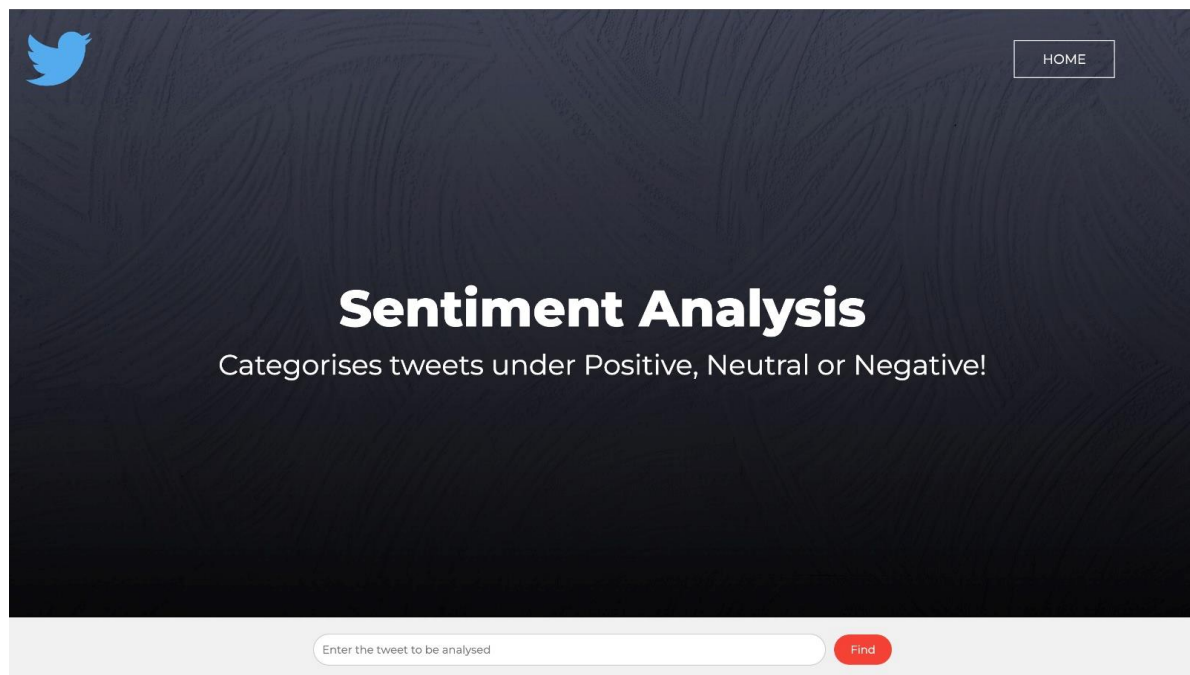 HOME
Sentiment Analysis
Categorises tweets under Positive, Neutral or Negative!
Enter the tweet to be analysed
Find